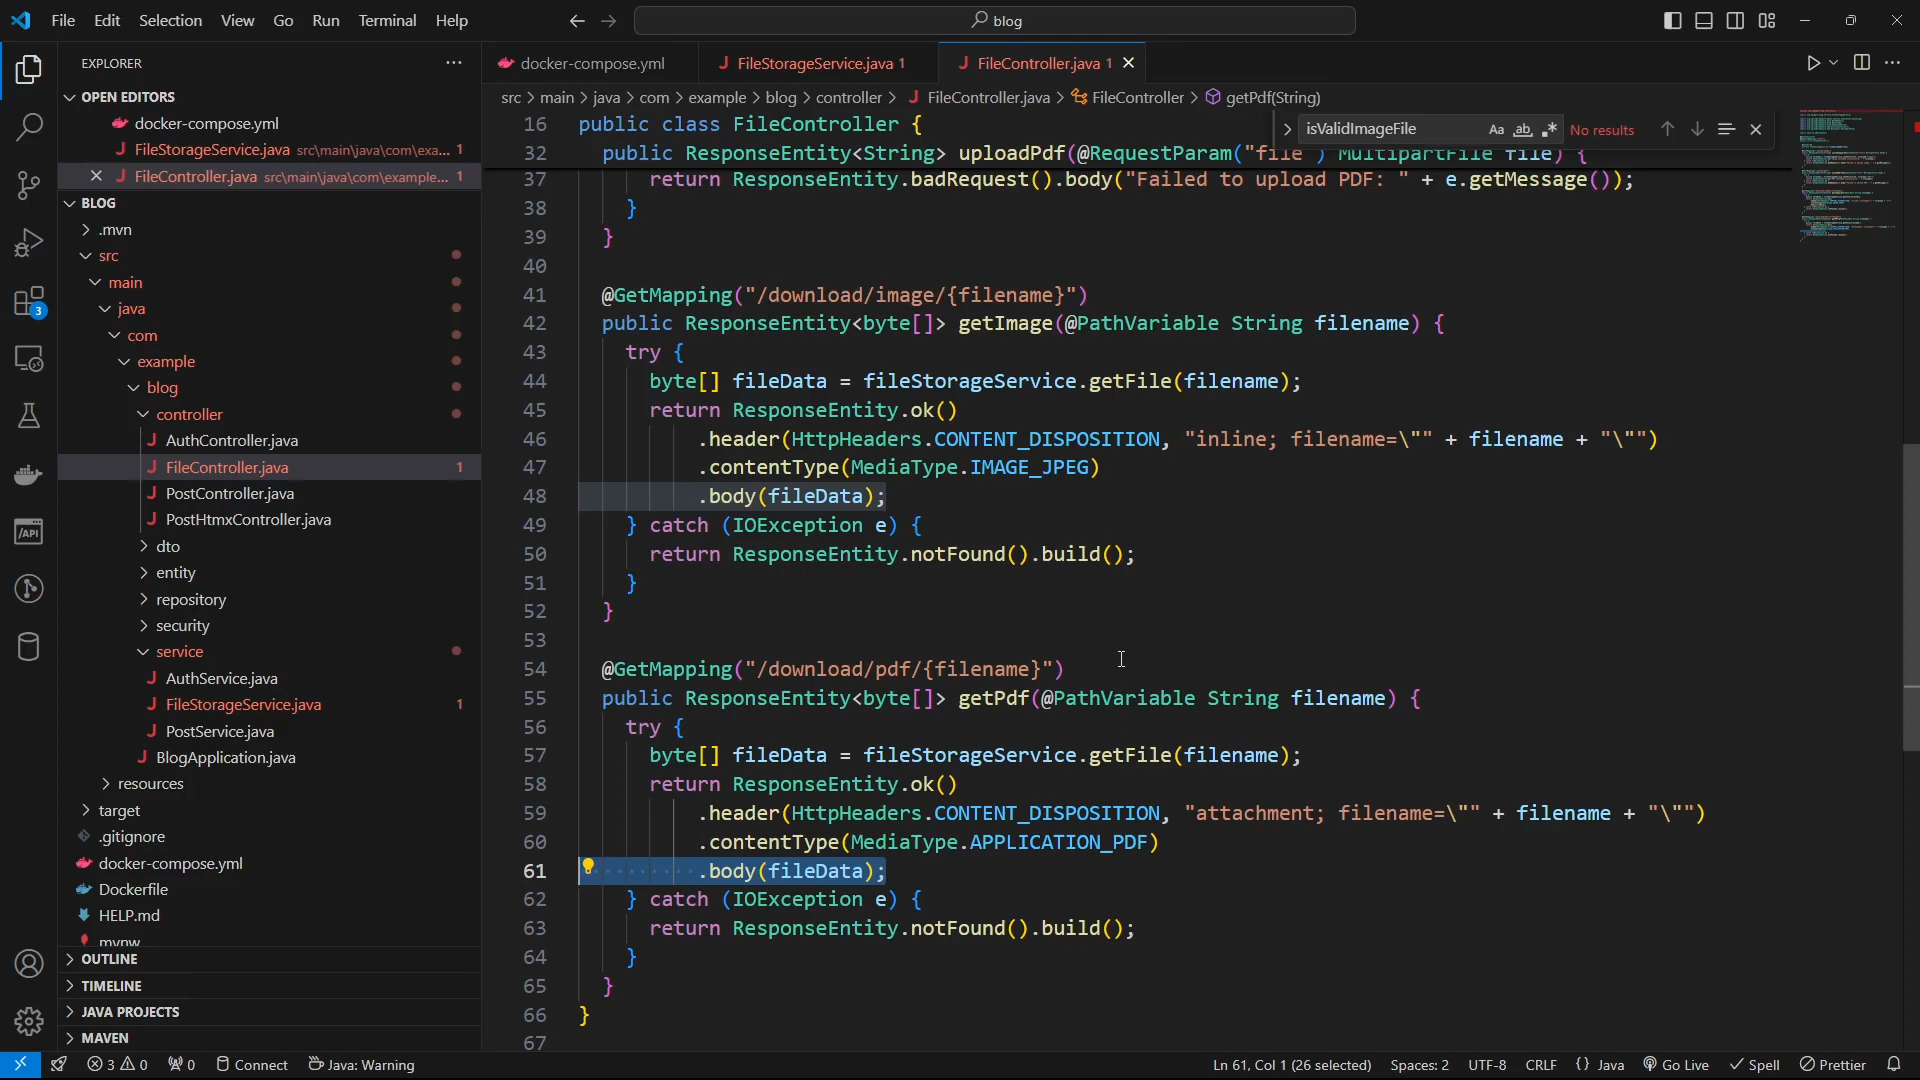 File Edit Selection View Go Run Terminal Help
blog
EXPLORER
OPEN EDITORS
docker-compose.yml
FileStorageService.java src\main\java\com\exa... 1
FileController.java src\main\java\com\example... 1
BLOG
.mvn
src
main
java
com
example
blog
controller
AuthController.java
FileController.java 1
PostController.java
PostHtmxController.java
dto
entity
repository
security
service
AuthService.java
FileStorageService.java 1
PostService.java
BlogApplication.java
resources
target
.gitignore
docker-compose.yml
Dockerfile
HELP.md
mvnw
OUTLINE
TIMELINE
JAVA PROJECTS
MAVEN
3
/API
docker-compose.yml FileStorageService.java 1 FileController.java 1
src > main > java > com > example > blog > controller > FileController.java > FileController > getPdf(String)
isValidImageFile Aa ab .* No results
16 public class FileController {
32 public ResponseEntity<String> uploadPdf(@RequestParam("file") MultipartFile file) {
37 return ResponseEntity.badRequest().body("Failed to upload PDF: " + e.getMessage());
38 }
39 }
40
41 @GetMapping("/download/image/{filename}")
42 public ResponseEntity<byte[]> getImage(@PathVariable String filename) {
43 try {
44 byte[] fileData = fileStorageService.getFile(filename);
45 return ResponseEntity.ok()
46 .header(HttpHeaders.CONTENT_DISPOSITION, "inline; filename=\"" + filename + "\"")
47 .contentType(MediaType.IMAGE_JPEG)
48 .body(fileData);
49 } catch (IOException e) {
50 return ResponseEntity.notFound().build();
51 }
52 }
53
54 @GetMapping("/download/pdf/{filename}")
55 public ResponseEntity<byte[]> getPdf(@PathVariable String filename) {
56 try {
57 byte[] fileData = fileStorageService.getFile(filename);
58 return ResponseEntity.ok()
59 .header(HttpHeaders.CONTENT_DISPOSITION, "attachment; filename=\"" + filename + "\"")
60 .contentType(MediaType.APPLICATION_PDF)
61 .body(fileData);
62 } catch (IOException e) {
63 return ResponseEntity.notFound().build();
64 }
65 }
66 }
67
3 0 0 Connect Java: Warning Ln 61, Col 1 (26 selected) Spaces: 2 UTF-8 CRLF {} Java Go Live Spell Prettier